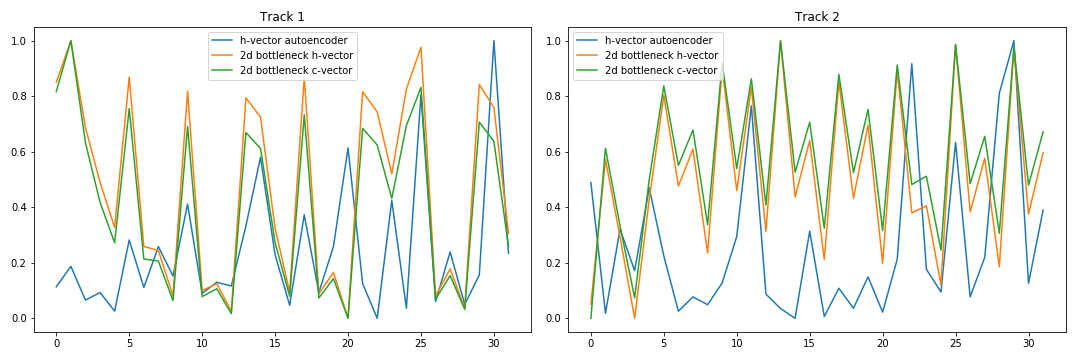 Track 1
h-vector autoencoder
2d bottleneck h-vector
2d bottleneck c-vector
1.0
0.8
0.6
0.4
0.2
0.0
0 5 10 15 20 25 30
Track 2
h-vector autoencoder
2d bottleneck h-vector
2d bottleneck c-vector
1.0
0.8
0.6
0.4
0.2
0.0
0 5 10 15 20 25 30